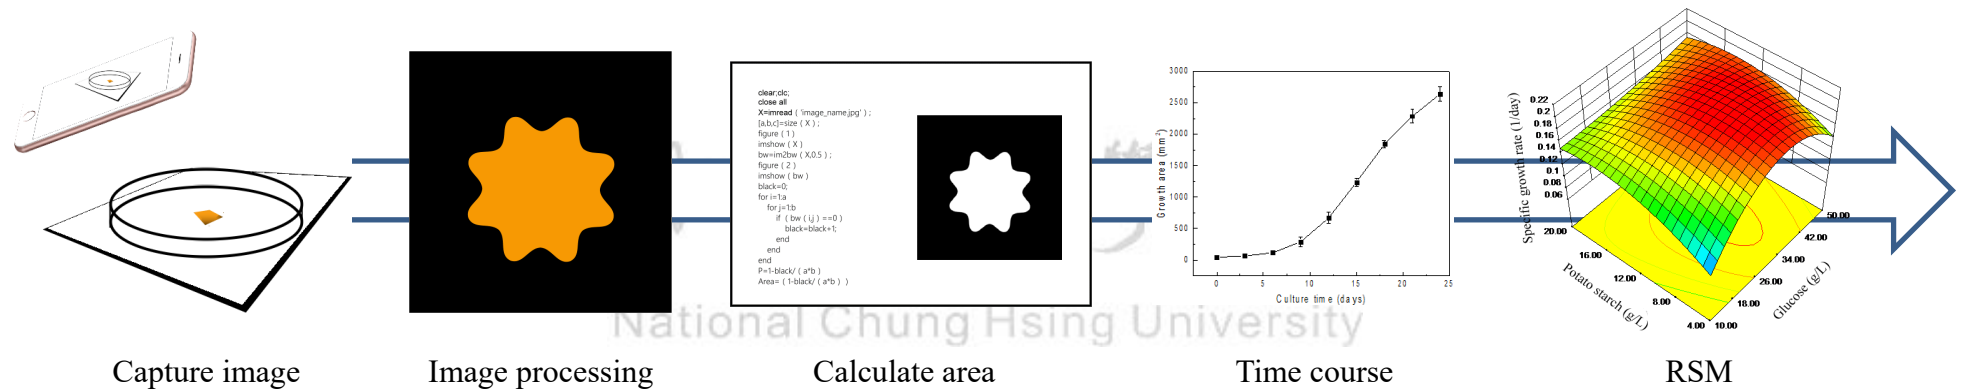 clear;clc;
close all
X=imread ( 'image_name.jpg' ) ;
[a,b,c]=size ( X ) ;
figure ( 1 )
imshow ( X )
bw=im2bw ( X,0.5 ) ;
figure ( 2 )
imshow ( bw )
black=0;
for i=1:a
for j=1:b
if ( bw ( i,j ) ==0 )
black=black+1;
end
end
end
P=1-black/ ( a*b )
Area= ( 1-black/ ( a*b ) )
Growth area (mm²)
3000
2500
2000
1500
1000
500
0
0 5 10 15 20 25
Culture time (days)
Specific growth rate (1/day)
0.22
0.2
0.18
0.16
0.14
0.12
0.1
0.08
0.06
20.00 16.00 12.00 8.00 4.00
Potato starch (g/L)
10.00 18.00 26.00 34.00 42.00 50.00
Glucose (g/L)
National Chung Hsing University
Capture image
Image processing
Calculate area
Time course
RSM